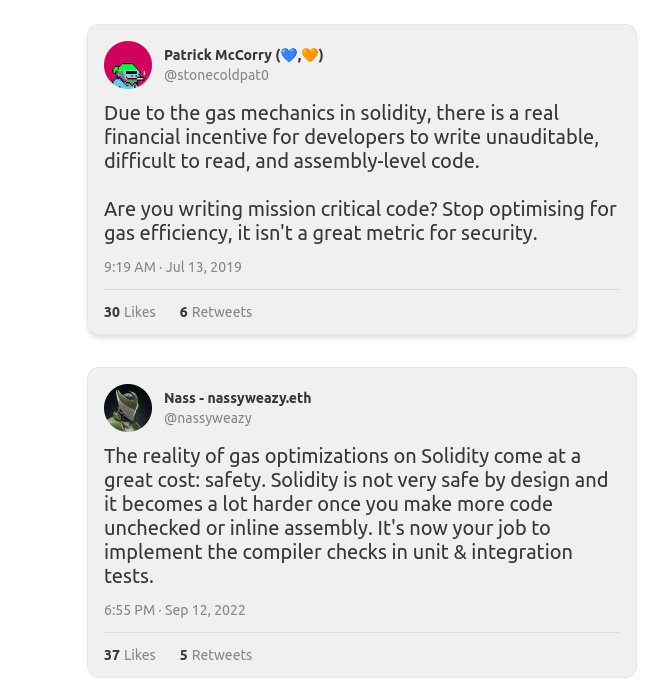 Patrick McCorry (💙,🧡)
@stonecoldpat0
Due to the gas mechanics in solidity, there is a real
financial incentive for developers to write unauditable,
difficult to read, and assembly-level code.
Are you writing mission critical code? Stop optimising for
gas efficiency, it isn't a great metric for security.
9:19 AM · Jul 13, 2019
30 Likes 6 Retweets
Nass - nassyweazy.eth
@nassyweazy
The reality of gas optimizations on Solidity come at a
great cost: safety. Solidity is not very safe by design and
it becomes a lot harder once you make more code
unchecked or inline assembly. It's now your job to
implement the compiler checks in unit & integration
tests.
6:55 PM · Sep 12, 2022
37 Likes 5 Retweets